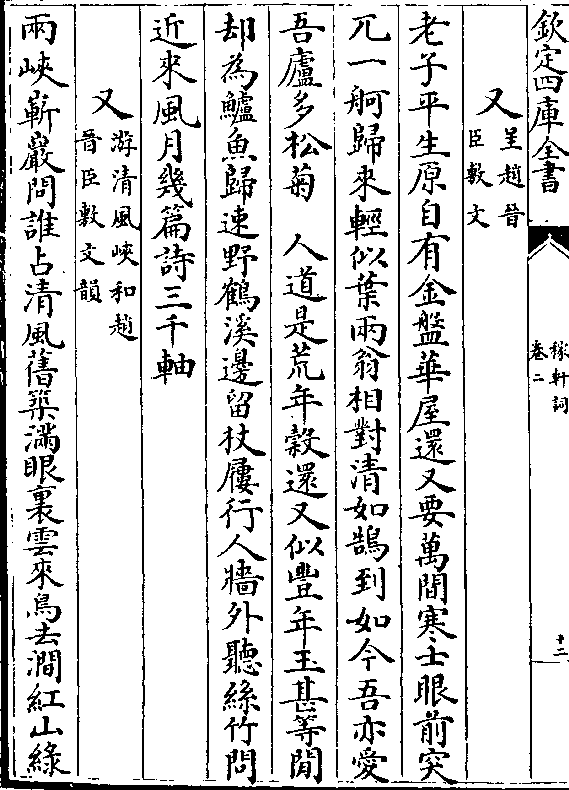 欽定四庫全書
稼軒詞
卷二
十二
又
呈趙晉
臣敷文
老子平生原自有金盤華屋還又要萬間寒士眼前突
兀一舸歸來輕似葉兩翁相對清如鵠到如今吾亦愛
吾廬多松菊　人道是荒年穀還又似豐年玉甚等閒
却為鱸魚歸速野鶴溪邊留杖屨行人牆外聽絲竹問
近來風月幾篇詩三千軸
又
游清風峽和趙
晉臣敷文韻
兩峽嶄巖問誰占清風舊築滿眼裏雲來鳥去澗紅山綠